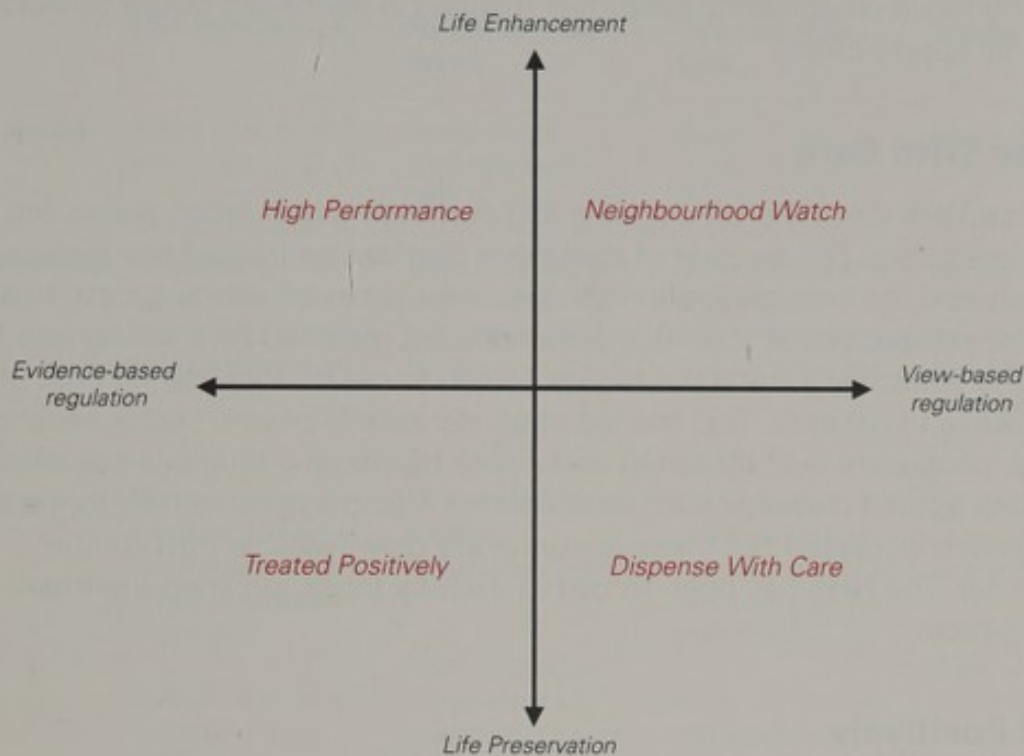 Life Enhancement
High Performance
Neighbourhood Watch
Evidence-based
regulation
View-based
regulation
Treated Positively
Dispense With Care
Life Preservation